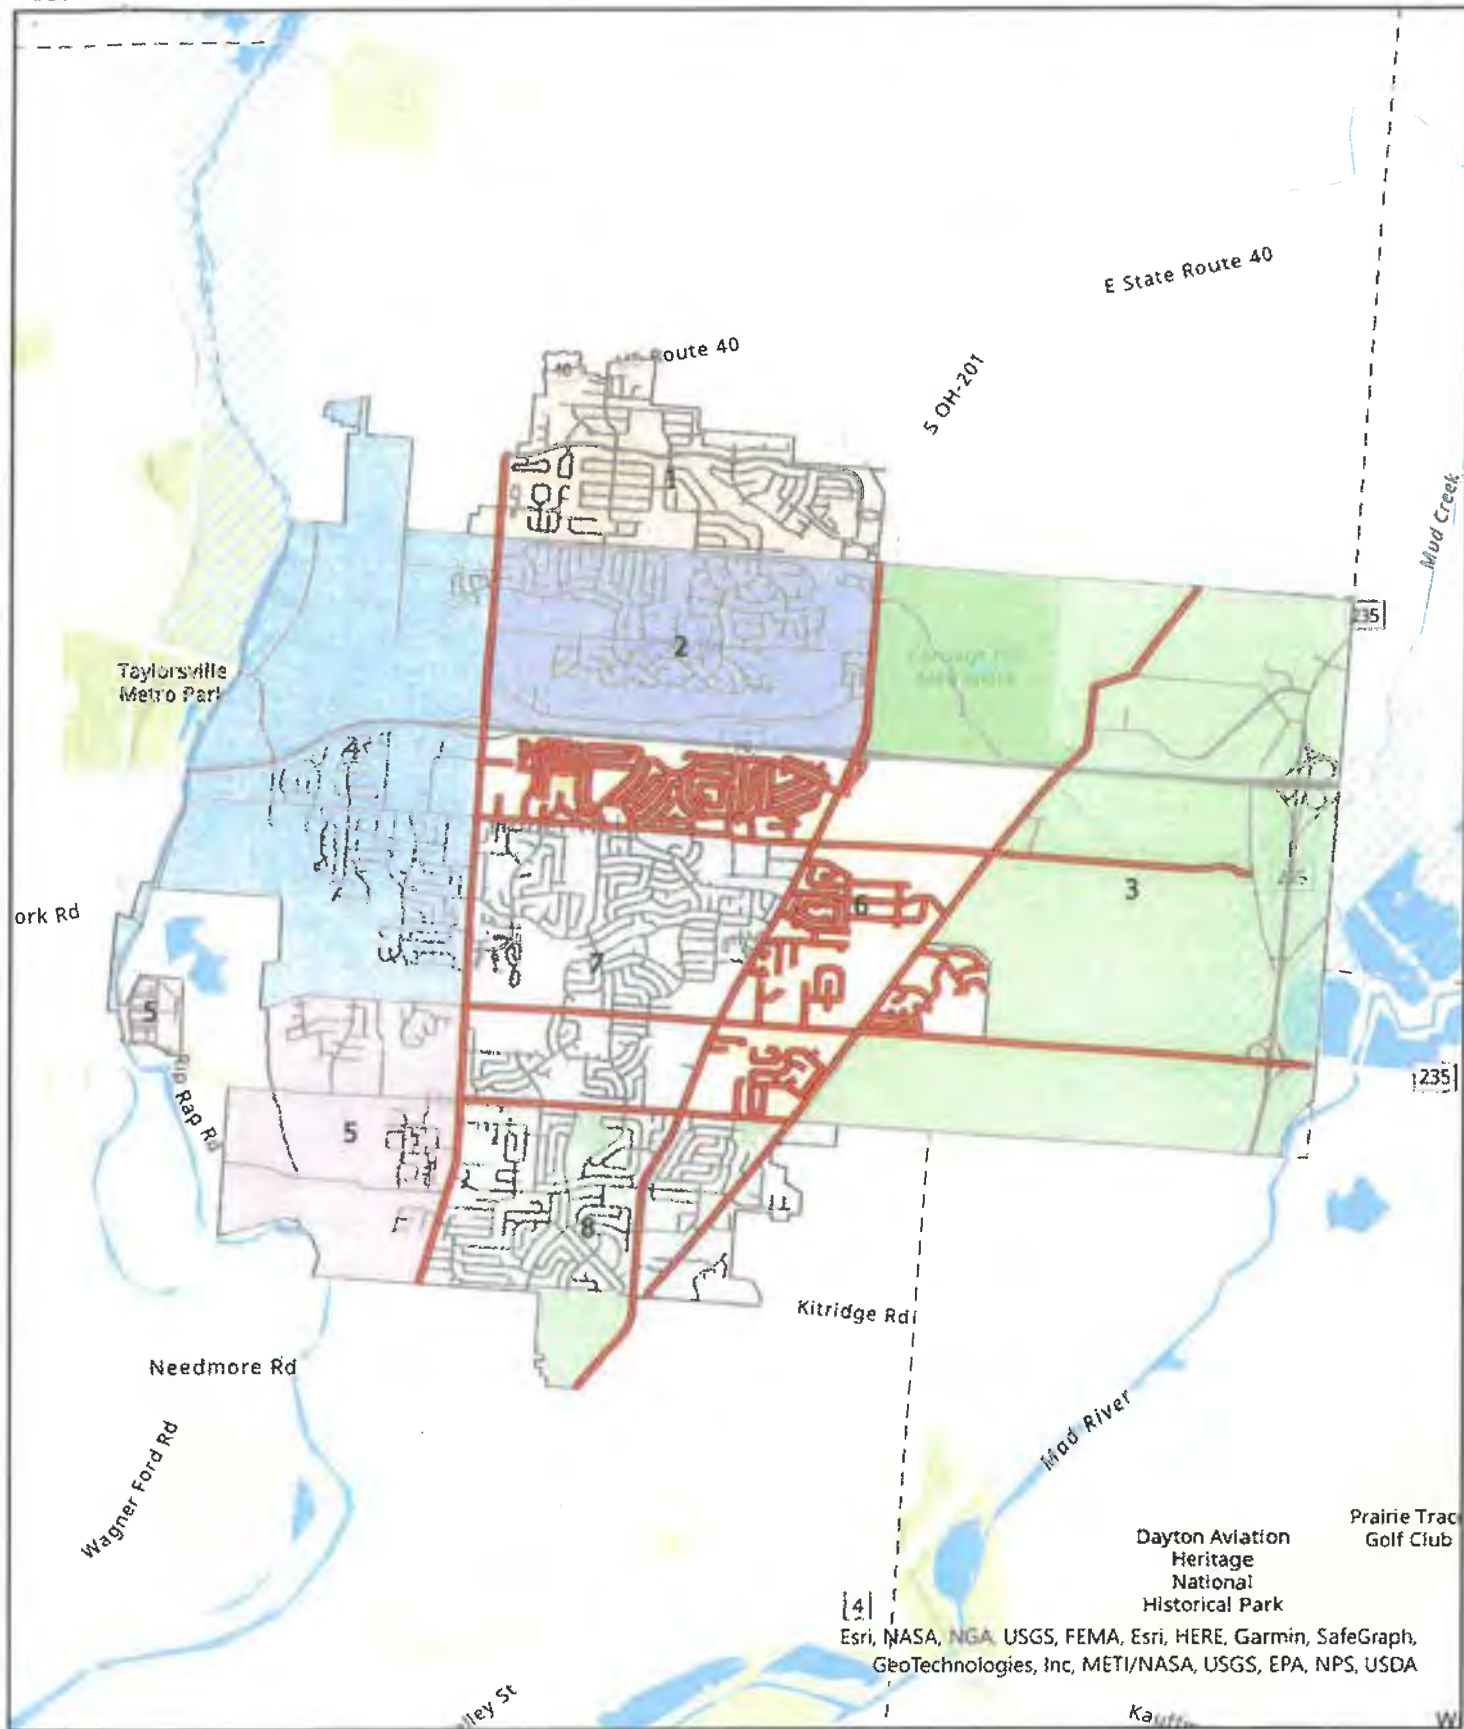 E State Route 40
Route 40
S OH-201
40
1
Mud Creek
235
2
Taylorsville
Metro Park
4
3
6
ork Rd
7
5
Rip Rap Rd
235
5
8
Kitridge Rd
Needmore Rd
Mad River
Wagner Ford Rd
Prairie Trac
Golf Club
Dayton Aviation
Heritage
National
Historical Park
4
Esri, NASA, NGA, USGS, FEMA, Esri, HERE, Garmin, SafeGraph,
GeoTechnologies, Inc, METI/NASA, USGS, EPA, NPS, USDA
lley St